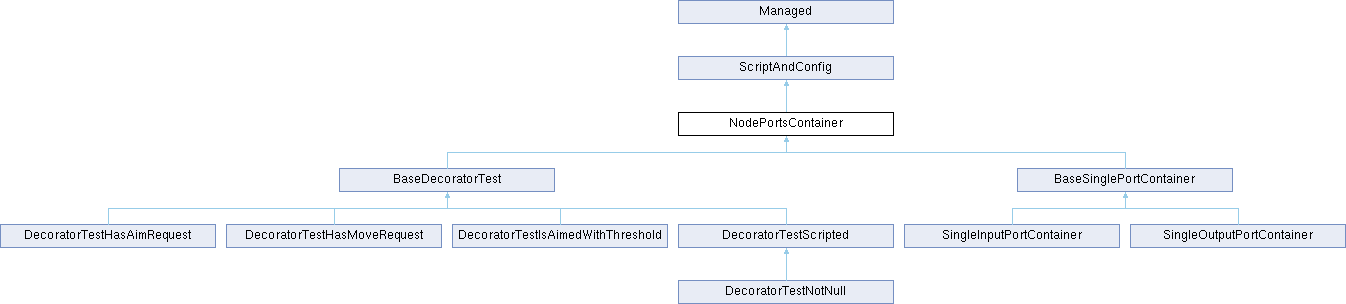 Managed
ScriptAndConfig
NodePortsContainer
BaseDecoratorTest
BaseSinglePortContainer
DecoratorTestHasAimRequest
DecoratorTestHasMoveRequest
DecoratorTestIsAimedWithThreshold
DecoratorTestScripted
SingleInputPortContainer
SingleOutputPortContainer
DecoratorTestNotNull